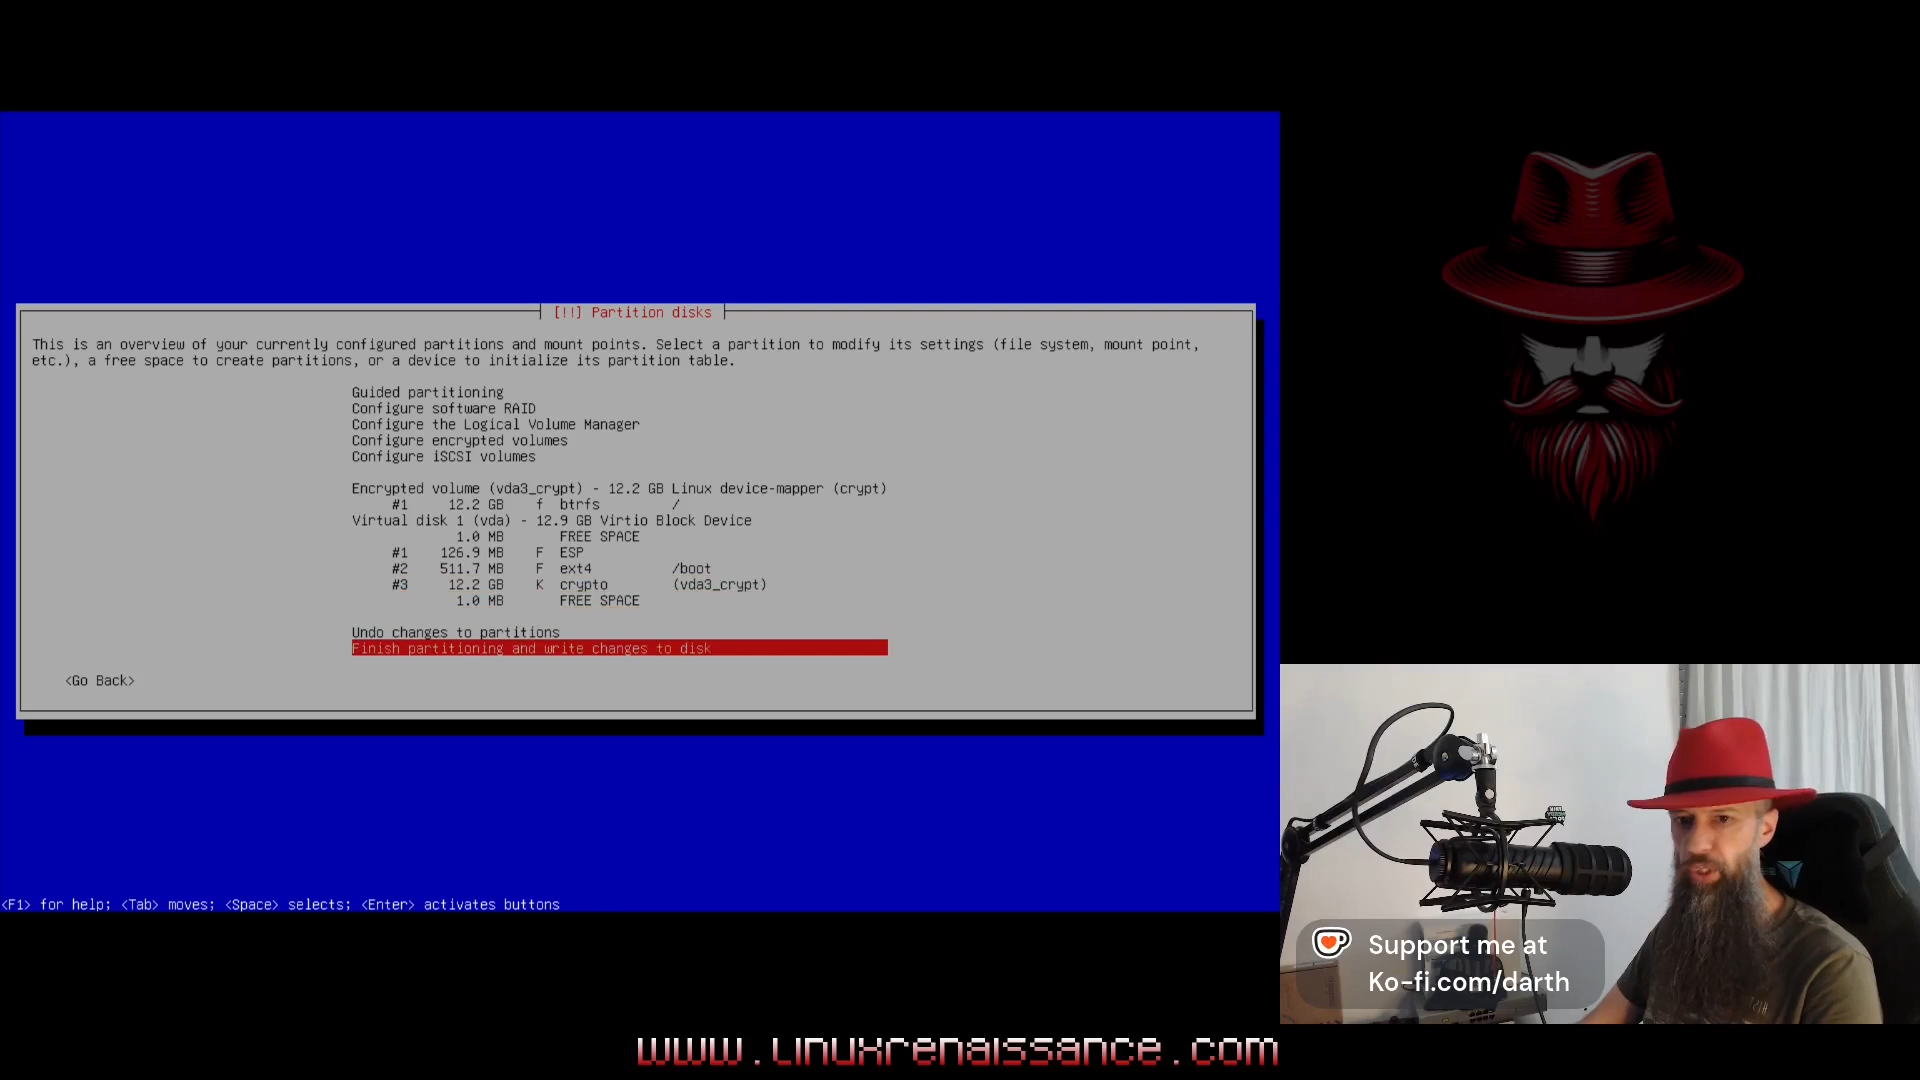 [!!] Partition disks
This is an overview of your currently configured partitions and mount points. Select a partition to modify its settings (file system, mount point,
etc.), a free space to create partitions, or a device to initialize its partition table.
Guided partitioning
Configure software RAID
Configure the Logical Volume Manager
Configure encrypted volumes
Configure iSCSI volumes
Encrypted volume (vda3_crypt) - 12.2 GB Linux device-mapper (crypt)
#1 12.2 GB f btrfs /
Virtual disk 1 (vda) - 12.9 GB Virtio Block Device
1.0 MB FREE SPACE
#1 126.9 MB F ESP
#2 511.7 MB F ext4 /boot
#3 12.2 GB K crypto (vda3_crypt)
1.0 MB FREE SPACE
Undo changes to partitions
Finish partitioning and write changes to disk
<Go Back>
<F1> for help; <Tab> moves; <Space> selects; <Enter> activates buttons
Support me at
Ko-fi.com/darth
www.linuxrenaissance.com